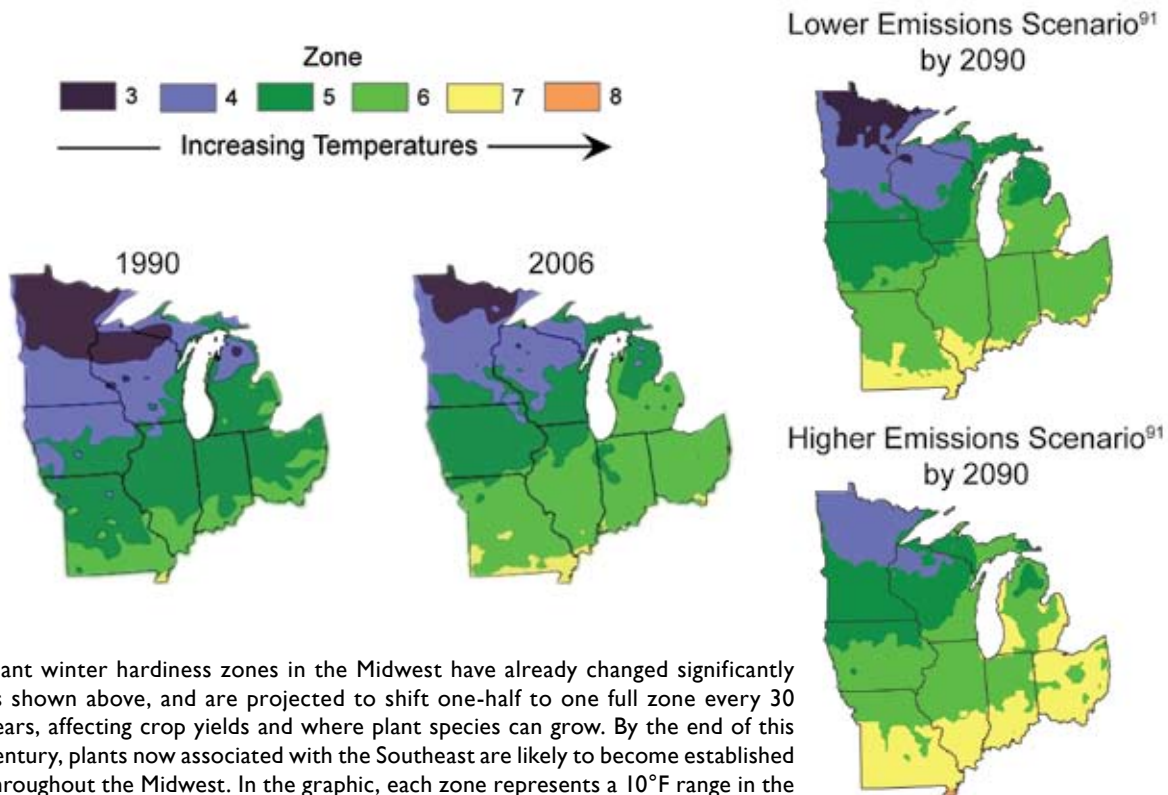 Zone
3 4 5 6 7 8
Increasing Temperatures
1990
2006
Lower Emissions Scenario91
by 2090
Higher Emissions Scenario91
by 2090
ant winter hardiness zones in the Midwest have already changed significantly
s shown above, and are projected to shift one-half to one full zone every 30
ears, affecting crop yields and where plant species can grow. By the end of this
entury, plants now associated with the Southeast are likely to become established
hroughout the Midwest. In the graphic, each zone represents a 10°F range in the